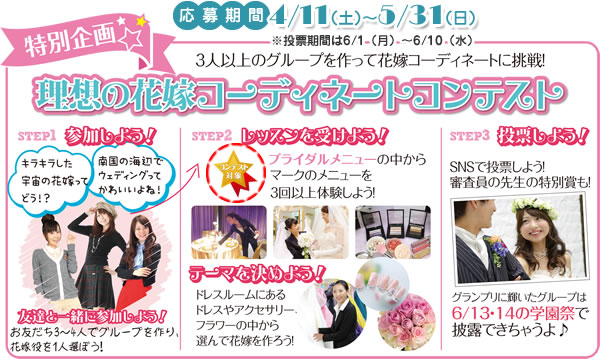 特別企画
応募期間 4/11(土)～5/31(日)
※投票期間は6/1(月)～6/10(水)
3人以上のグループを作って花嫁コーディネートに挑戦!
理想の花嫁コーディネートコンテスト
STEP1 参加しよう!
キラキラした
宇宙の花嫁って
どう!?
南国の海辺で
ウェディングって
かわいいよね!
友達と一緒に参加しよう!
お友だち3～4人でグループを作り、
花嫁役を1人選ぼう!
STEP2 レッスンを受けよう!
コンテスト
対象
ブライダルメニューの中から
マークのメニューを
3回以上体験しよう!
テーマを決めよう!
ドレスルームにある
ドレスやアクセサリー、
フラワーの中から
選んで花嫁を作ろう!
STEP3 投票しよう!
SNSで投票しよう!
審査員の先生の特別賞も!
グランプリに輝いたグループは
6/13・14の学園祭で
披露できちゃうよ♪